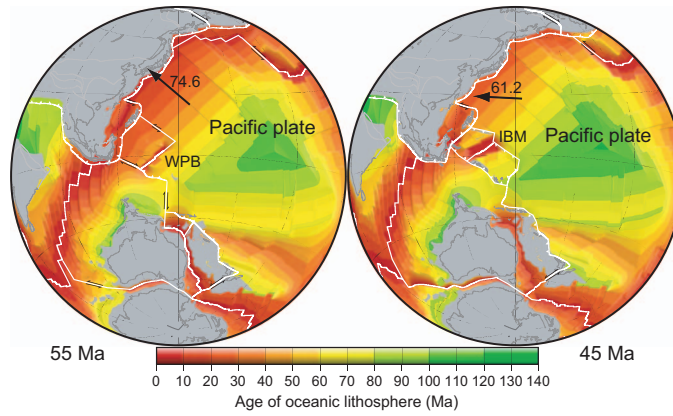 74.6
Pacific plate
WPB
61.2
Pacific plate
IBM
55 Ma
45 Ma
0 10 20 30 40 50 60 70 80 90 100 110 120 130 140
Age of oceanic lithosphere (Ma)